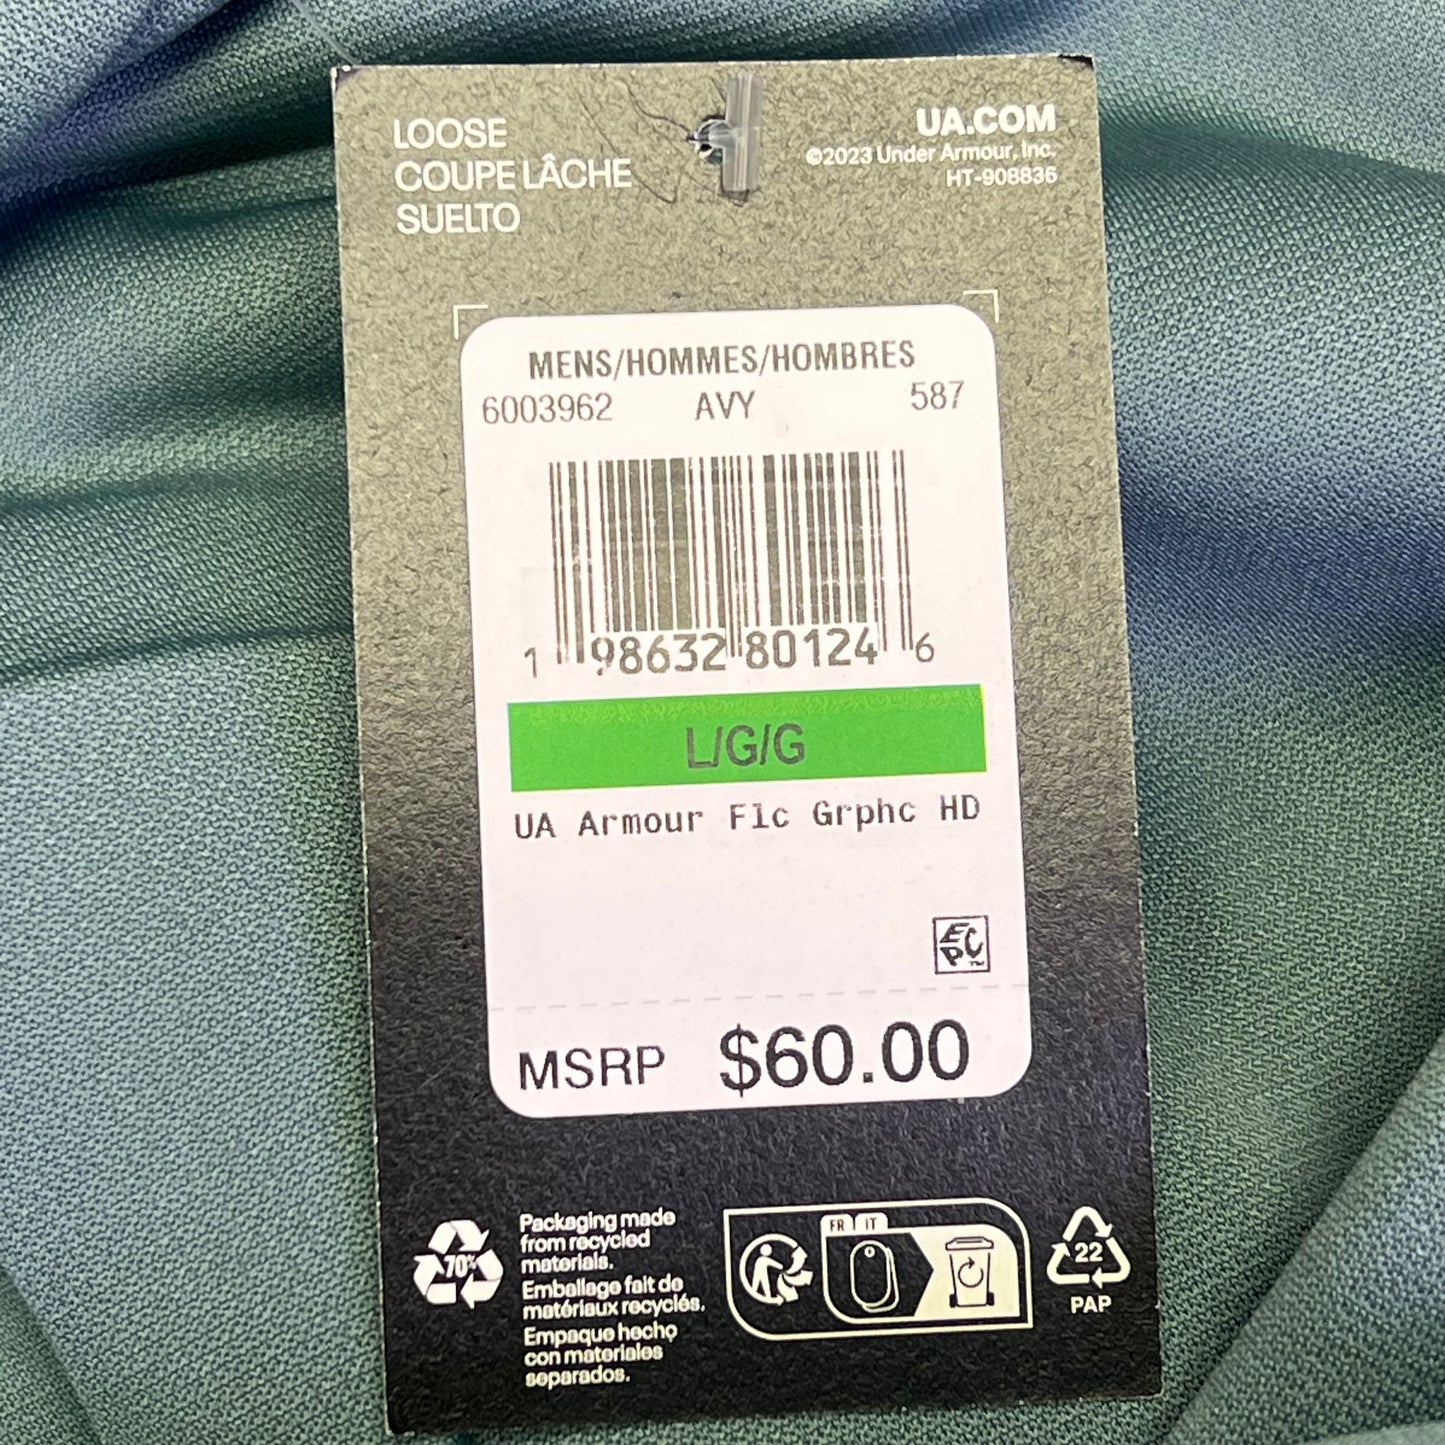 LOOSE
COUPE LÂCHE
SUELTO
UA.COM
©2023 Under Armour, Inc.
HT-908836
MENS/HOMMES/HOMBRES
6003962 AVY 587
1 98632 80124 6
L/G/G
UA Armour Flc Grphc HD
EPC™
MSRP $60.00
70%
Packaging made
from recycled
materials.
Emballage fait de
matériaux recyclés.
Empaque hecho
con materiales
separados.
FR IT
22
PAP